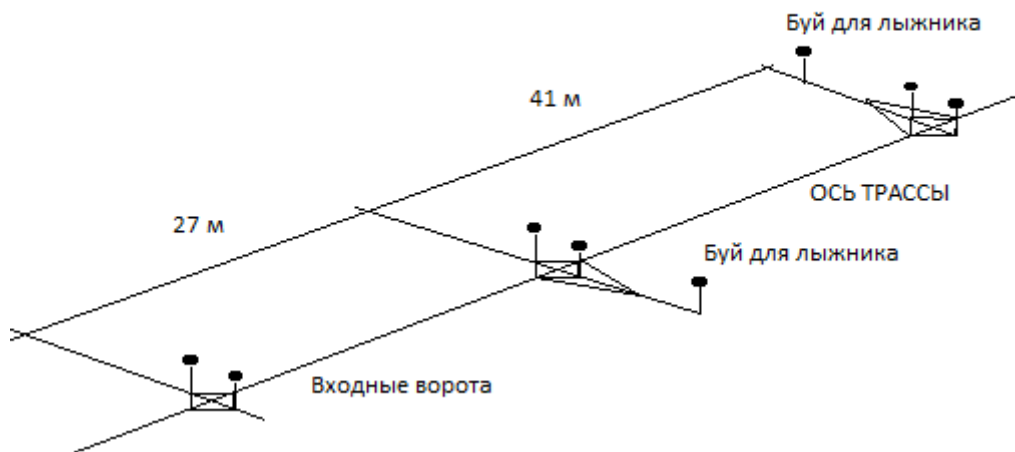 Буй для лыжника
41 м
ОСЬ ТРАССЫ
27 м
Буй для лыжника
Входные ворота